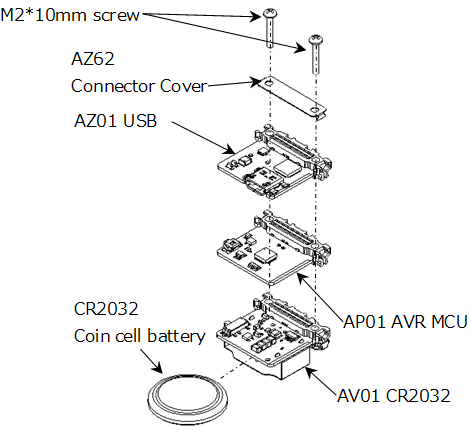 M2*10mm screw
AZ62
Connector Cover
AZ01 USB
CR2032
Coin cell battery
AP01 AVR MCU
AV01 CR2032